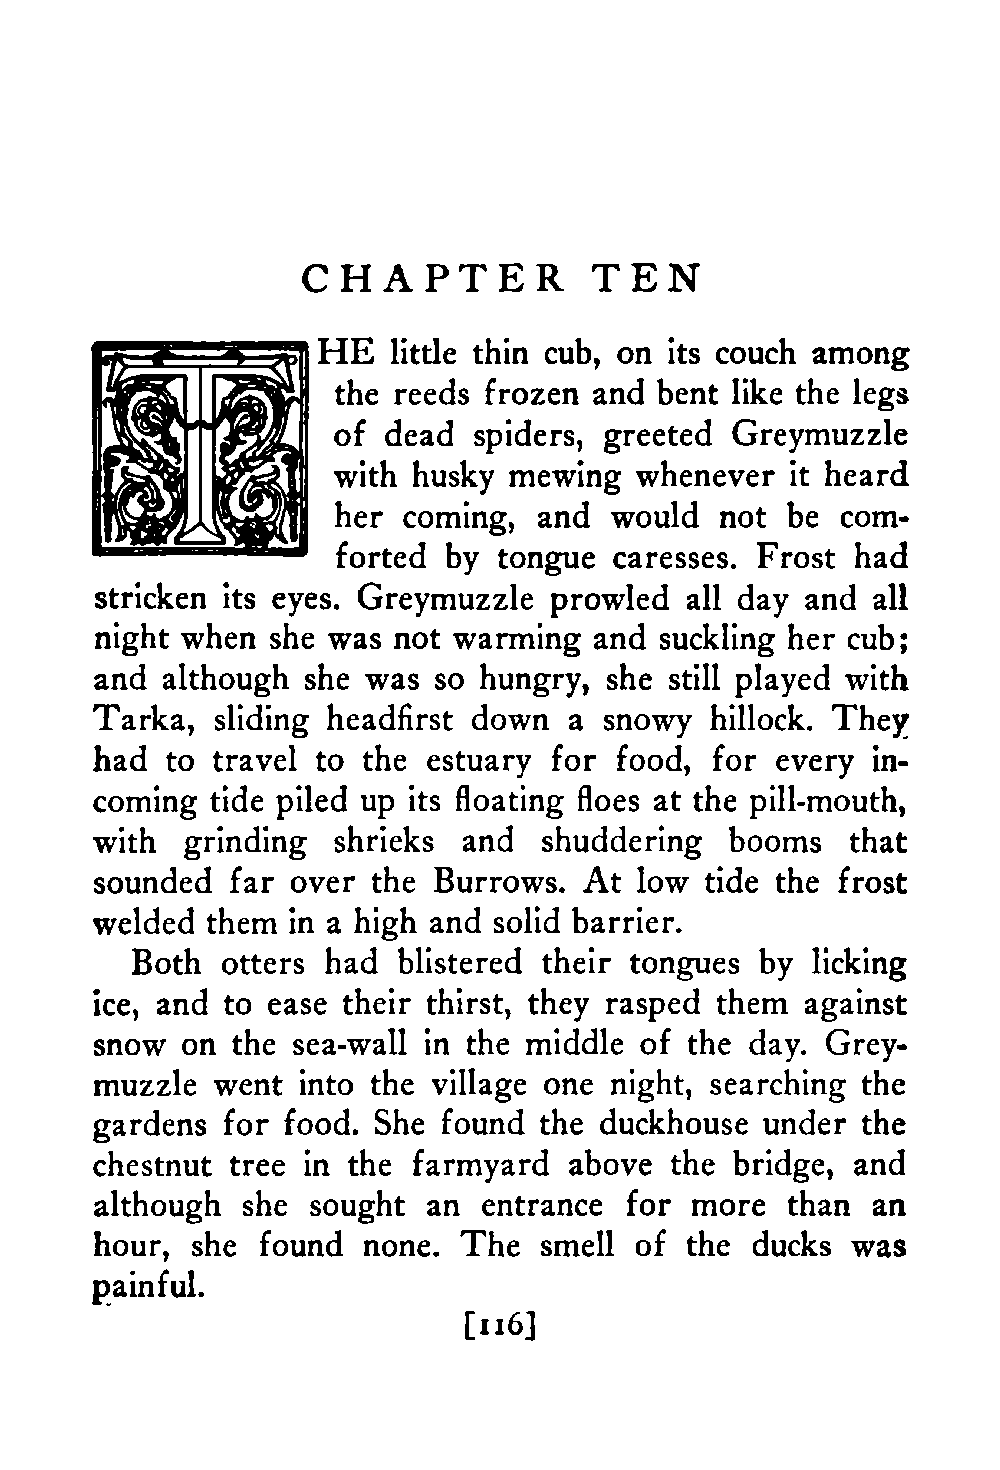 CHAPTER TEN
THE little thin cub, on its couch among
the reeds frozen and bent like the legs
of dead spiders, greeted Greymuzzle
with husky mewing whenever it heard
her coming, and would not be com-
forted by tongue caresses. Frost had
stricken its eyes. Greymuzzle prowled all day and all
night when she was not warming and suckling her cub;
and although she was so hungry, she still played with
Tarka, sliding headfirst down a snowy hillock. They
had to travel to the estuary for food, for every in-
coming tide piled up its floating floes at the pill-mouth,
with grinding shrieks and shuddering booms that
sounded far over the Burrows. At low tide the frost
welded them in a high and solid barrier.
Both otters had blistered their tongues by licking
ice, and to ease their thirst, they rasped them against
snow on the sea-wall in the middle of the day. Grey-
muzzle went into the village one night, searching the
gardens for food. She found the duckhouse under the
chestnut tree in the farmyard above the bridge, and
although she sought an entrance for more than an
hour, she found none. The smell of the ducks was
painful.
[116]